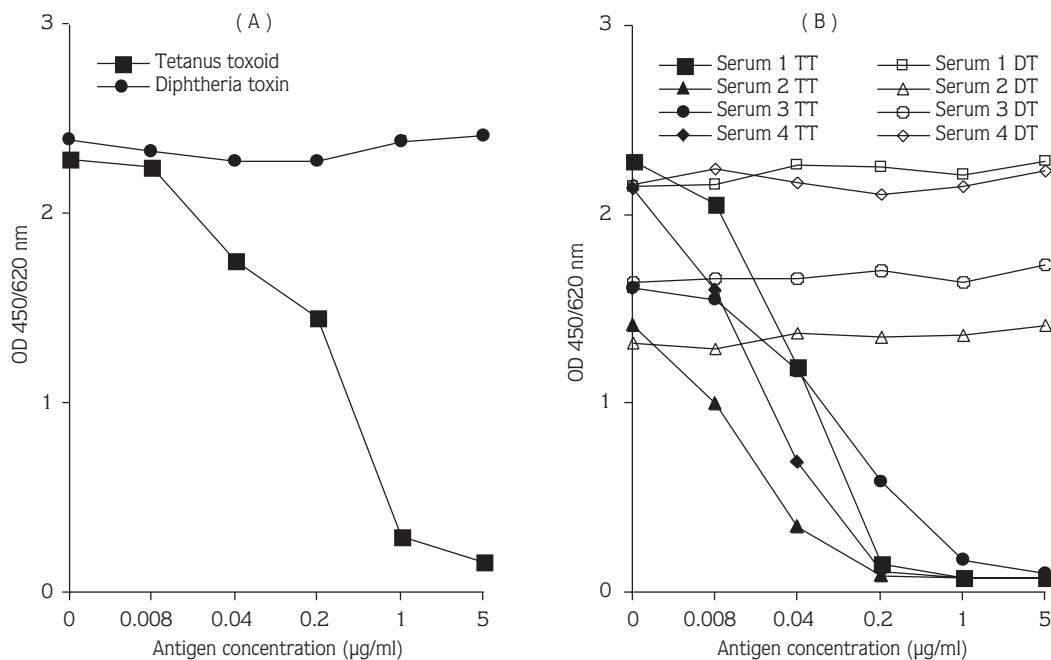 ( A )
3
2
1
0
OD 450/620 nm
Tetanus toxoid
Diphtheria toxin
0 0.008 0.04 0.2 1 5
Antigen concentration (µg/ml)
( B )
3
2
1
0
OD 450/620 nm
Serum 1 TT Serum 1 DT
Serum 2 TT Serum 2 DT
Serum 3 TT Serum 3 DT
Serum 4 TT Serum 4 DT
0 0.008 0.04 0.2 1 5
Antigen concentration (µg/ml)